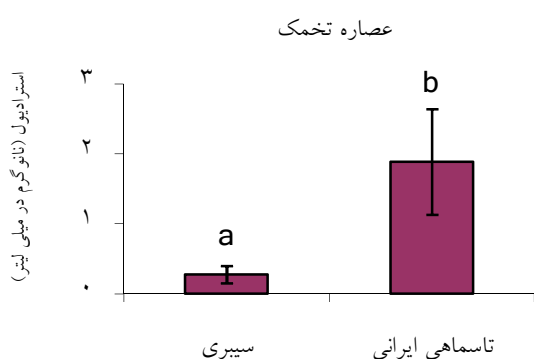 عصاره تخمک
استرادیول (نانوگرم در میلی لیتر)
۳
۲
۱
۰
a
b
سیبری
تاسماهی ایرانی